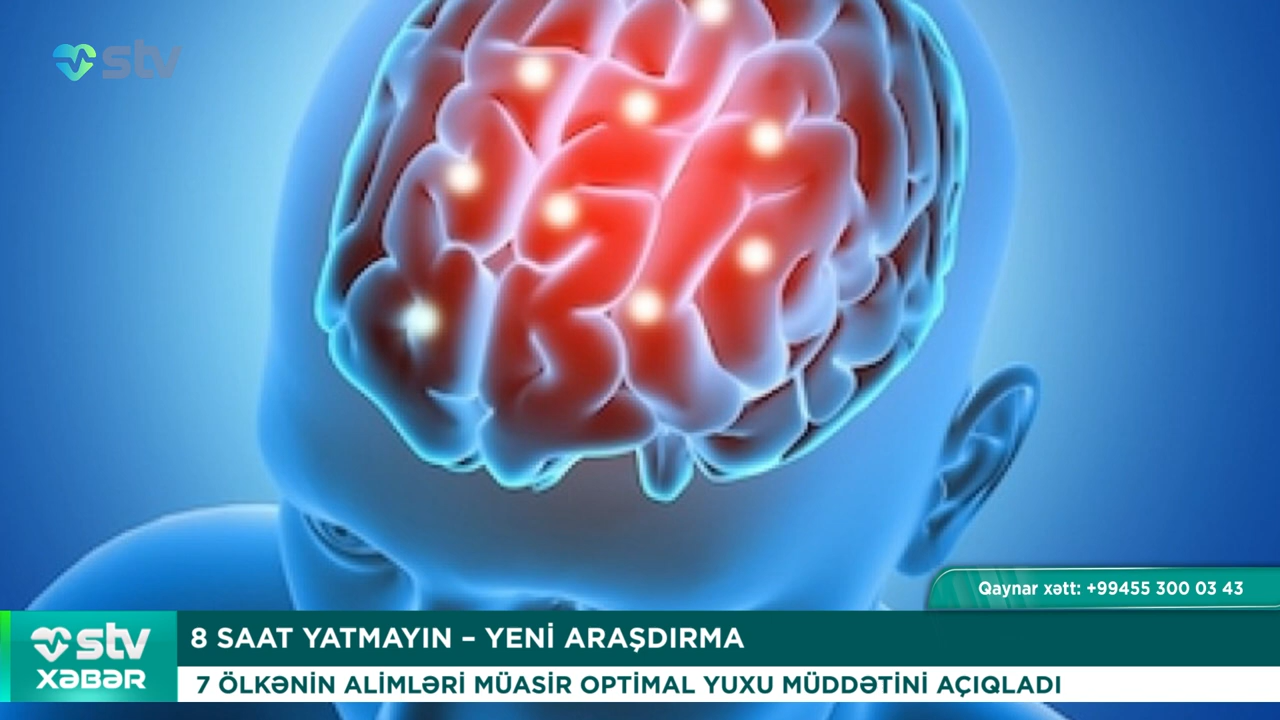 stv
Qaynar xətt: +99455 300 03 43
stv
XƏBƏR
8 SAAT YATMAYIN – YENİ ARAŞDIRMA
7 ÖLKƏNİN ALİMLƏRİ MÜASİR OPTİMAL YUXU MÜDDƏTİNİ AÇIQLADI